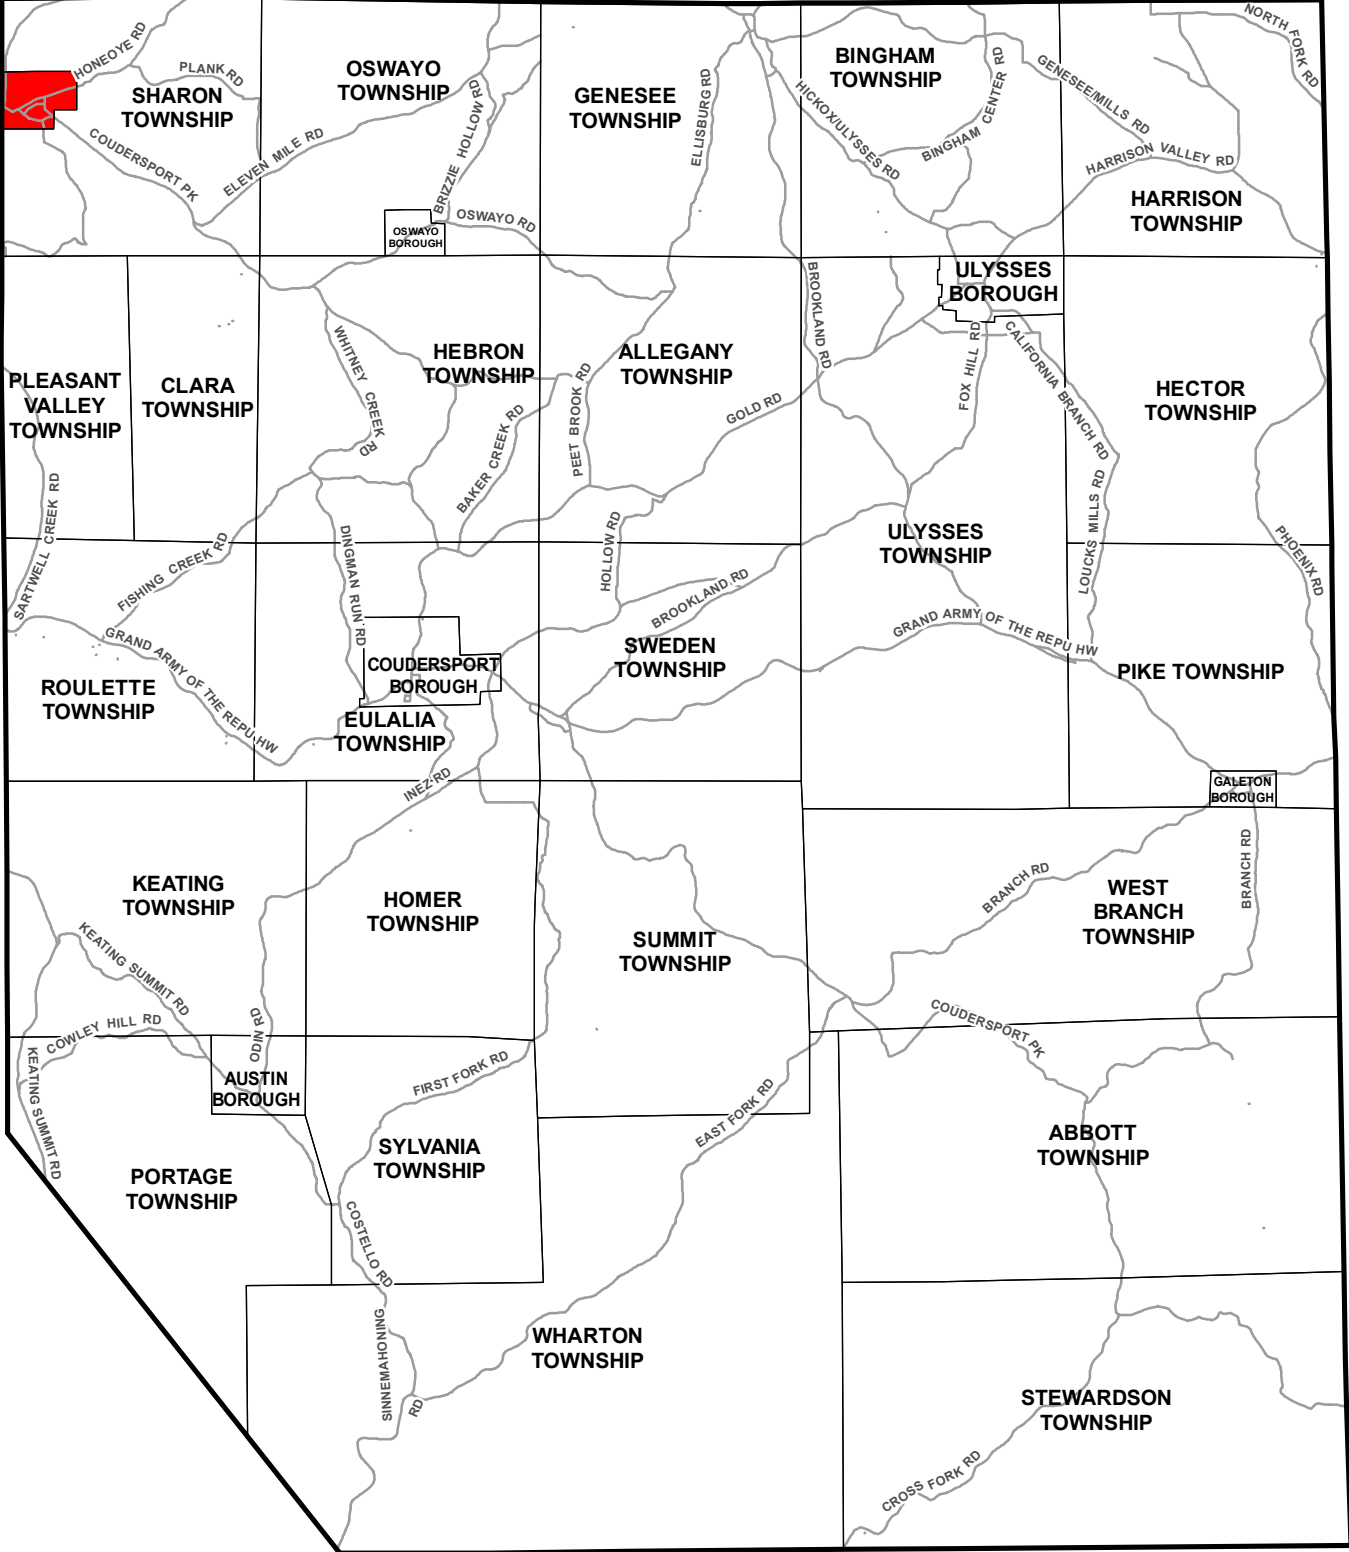 HONEOYE RD
PLANK RD
SHARON
TOWNSHIP
COUDERSPORT PK
ELEVEN MILE RD
OSWAYO
TOWNSHIP
BRIZZIE HOLLOW RD
OSWAYO RD
OSWAYO
BOROUGH
GENESEE
TOWNSHIP
ELLISBURG RD
BINGHAM
TOWNSHIP
HICKOX/ULYSSES RD
BINGHAM CENTER RD
GENESEE/MILLS RD
NORTH FORK RD
HARRISON VALLEY RD
HARRISON
TOWNSHIP
PLEASANT
VALLEY
TOWNSHIP
CLARA
TOWNSHIP
WHITNEY CREEK RD
HEBRON
TOWNSHIP
BAKER CREEK RD
PEET BROOK RD
ALLEGANY
TOWNSHIP
GOLD RD
BROOKLAND RD
ULYSSES
BOROUGH
FOX HILL RD
CALIFORNIA BRANCH RD
HECTOR
TOWNSHIP
SARTWELL CREEK RD
FISHING CREEK RD
DINGMAN RUN RD
HOLLOW RD
BROOKLAND RD
ULYSSES
TOWNSHIP
LOUCKS MILLS RD
PHOENIX RD
GRAND ARMY OF THE REPU HW
ROULETTE
TOWNSHIP
COUDERSPORT
BOROUGH
EULALIA
TOWNSHIP
SWEDEN
TOWNSHIP
GRAND ARMY OF THE REPU HW
PIKE TOWNSHIP
INEZ RD
GALETON
BOROUGH
KEATING
TOWNSHIP
HOMER
TOWNSHIP
SUMMIT
TOWNSHIP
BRANCH RD
WEST
BRANCH
TOWNSHIP
BRANCH RD
KEATING SUMMIT RD
COWLEY HILL RD
KEATING SUMMIT RD
ODIN RD
AUSTIN
BOROUGH
FIRST FORK RD
EAST FORK RD
COUDERSPORT PK
PORTAGE
TOWNSHIP
SYLVANIA
TOWNSHIP
ABBOTT
TOWNSHIP
COSTELLO RD
SINNEMAHONING RD
WHARTON
TOWNSHIP
STEWARDSON
TOWNSHIP
CROSS FORK RD